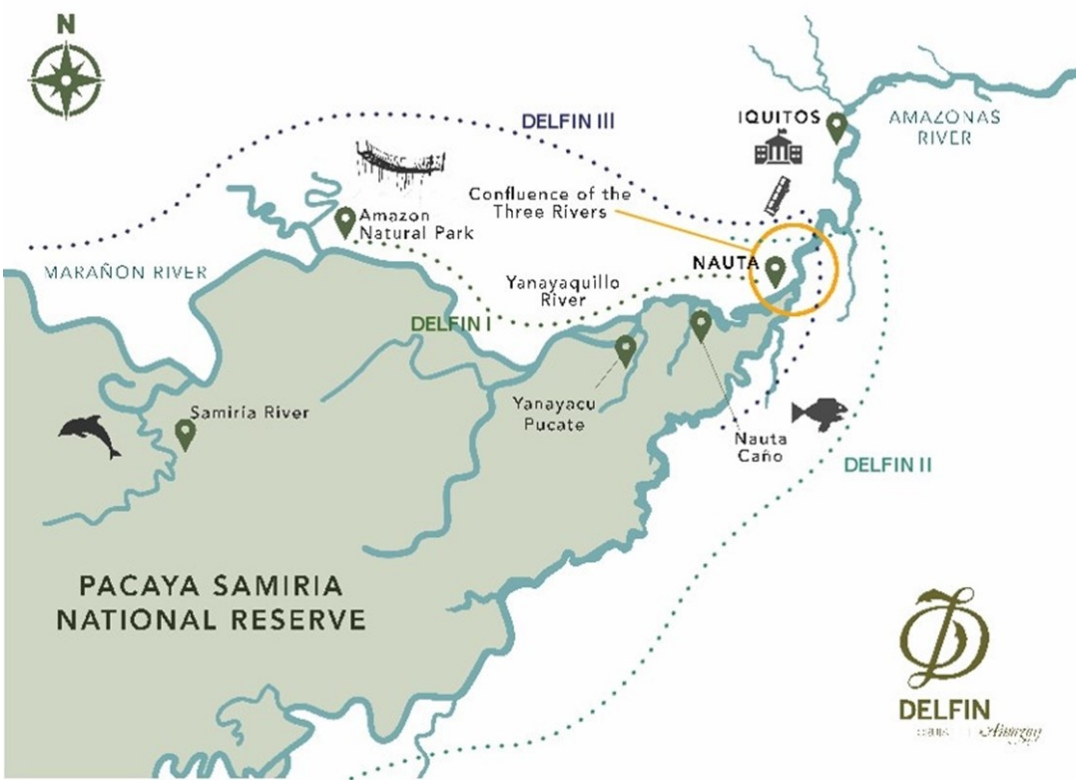 N
DELFIN III
IQUITOS
AMAZONAS
RIVER
Confluence of the
Three Rivers
Amazon
Natural Park
MARAÑON RIVER
NAUTA
Yanayaquillo
River
DELFIN I
Samiria River
Yanayacu
Pucate
Nauta
Caño
DELFIN II
PACAYA SAMIRIA
NATIONAL RESERVE
DELFIN